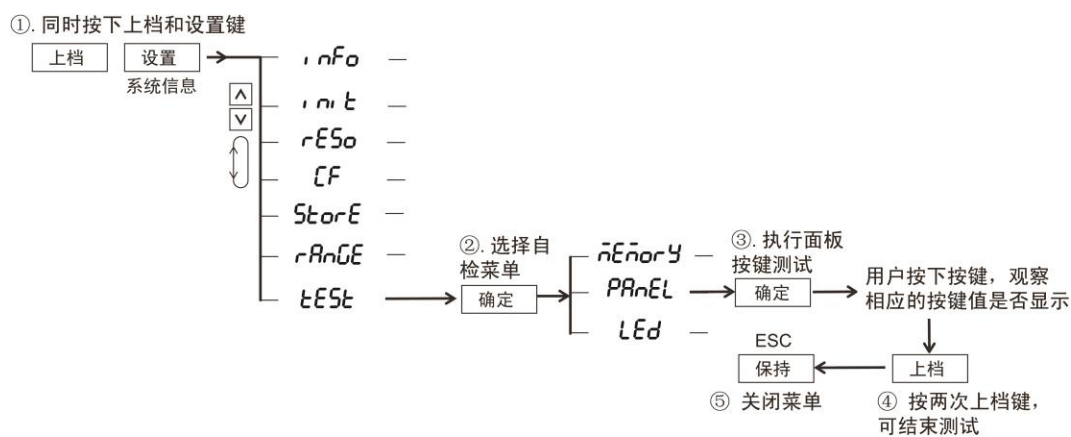 ①. 同时按下上档和设置键
上档 设置
系统信息
∧
∨
inFo
init
rESo
CF
StorE
rAnGE
tESt
②. 选择自
检菜单
确定
mEmorY
PAnEL
LEd
③. 执行面板
按键测试
确定
用户按下按键，观察
相应的按键值是否显示
上档
④ 按两次上档键，
可结束测试
ESC
保持
⑤ 关闭菜单